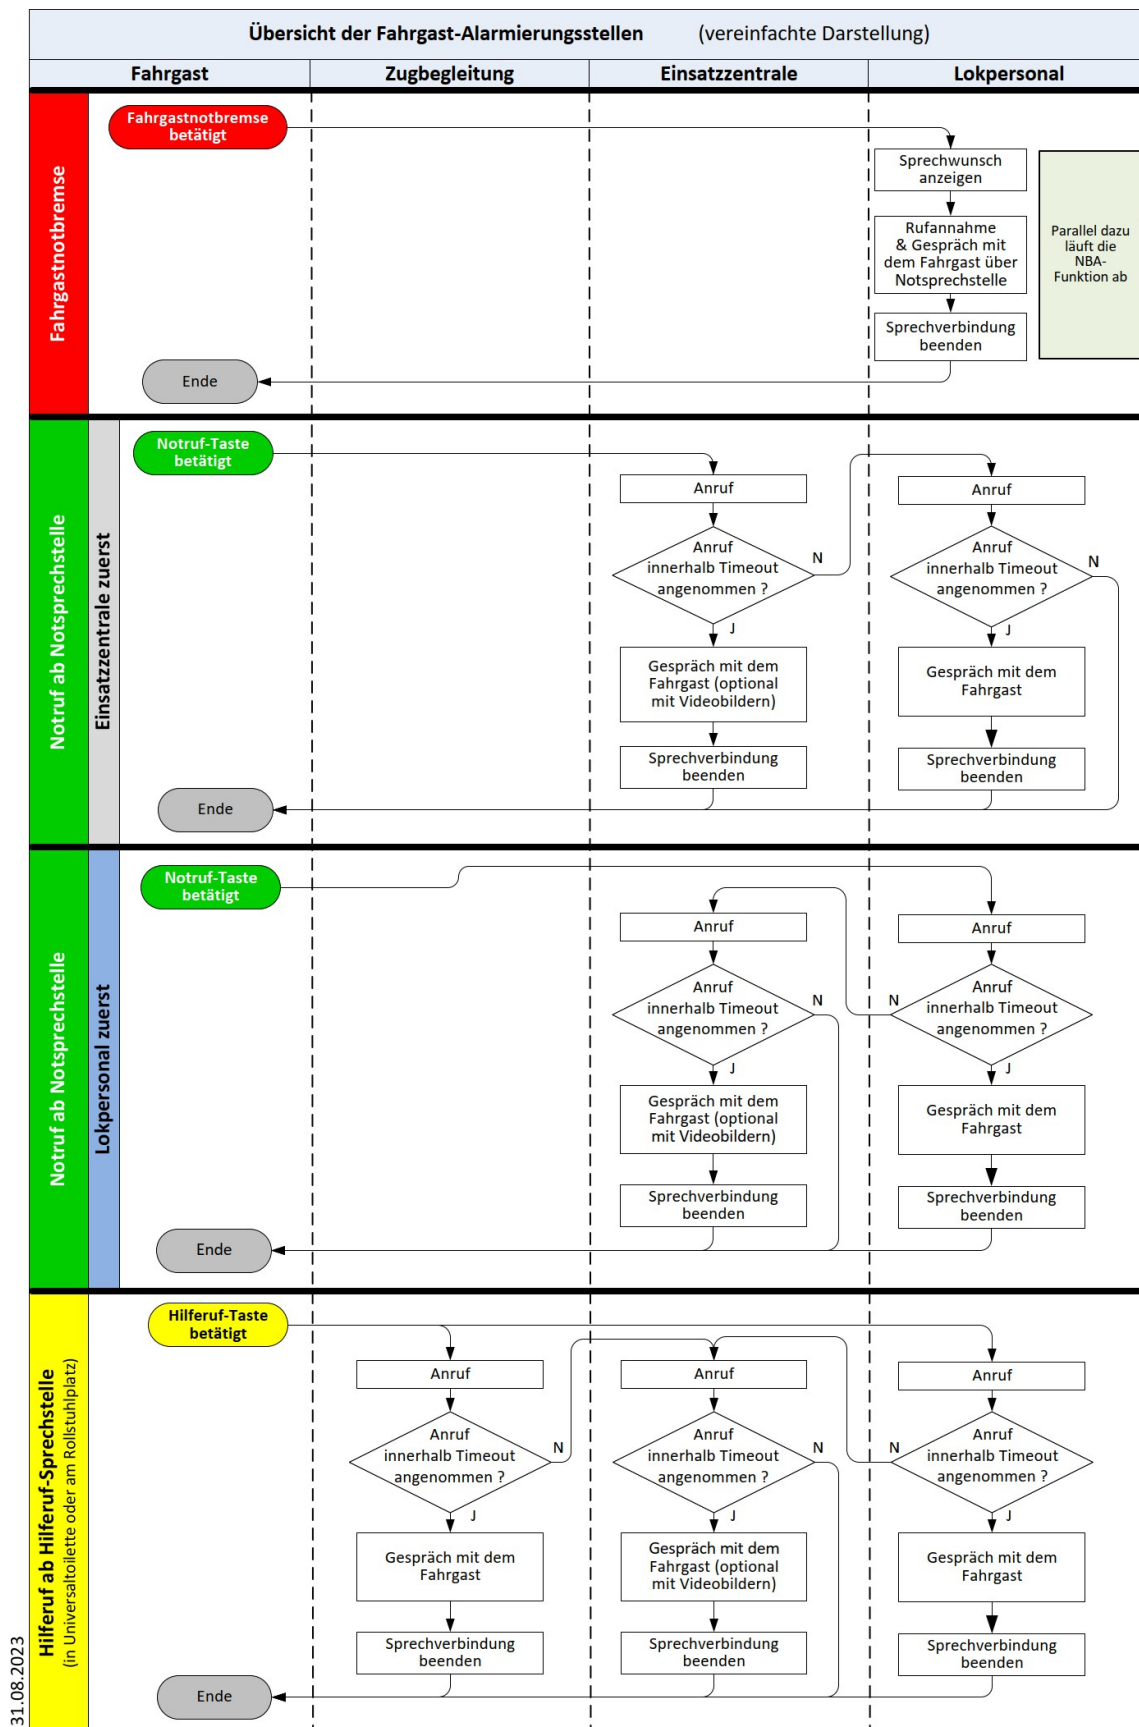 Übersicht der Fahrgast-Alarmierungsstellen (vereinfachte Darstellung)
Fahrgast Zugbegleitung Einsatzzentrale Lokpersonal
Fahrgastnotbremse
Fahrgastnotbremse
betätigt
Sprechwunsch
anzeigen
Rufannahme
& Gespräch mit
dem Fahrgast über
Notsprechstelle
Sprechverbindung
beenden
Parallel dazu
läuft die
NBA-
Funktion ab
Ende
Notruf ab Notsprechstelle
Einsatzzentrale zuerst
Notruf-Taste
betätigt
Anruf
Anruf
innerhalb Timeout
angenommen ?
N
J
Gespräch mit dem
Fahrgast (optional
mit Videobildern)
Sprechverbindung
beenden
Anruf
Anruf
innerhalb Timeout
angenommen ?
N
J
Gespräch mit dem
Fahrgast
Sprechverbindung
beenden
Ende
Notruf ab Notsprechstelle
Lokpersonal zuerst
Notruf-Taste
betätigt
Anruf
Anruf
innerhalb Timeout
angenommen ?
N
J
Gespräch mit dem
Fahrgast (optional
mit Videobildern)
Sprechverbindung
beenden
Anruf
Anruf
innerhalb Timeout
angenommen ?
N
J
Gespräch mit dem
Fahrgast
Sprechverbindung
beenden
Ende
Hilferuf ab Hilferuf-Sprechstelle
(in Universaltoilette oder am Rollstuhlplatz)
Hilferuf-Taste
betätigt
Anruf
Anruf
innerhalb Timeout
angenommen ?
N
J
Gespräch mit dem
Fahrgast
Sprechverbindung
beenden
Anruf
Anruf
innerhalb Timeout
angenommen ?
N
J
Gespräch mit dem
Fahrgast (optional
mit Videobildern)
Sprechverbindung
beenden
Anruf
Anruf
innerhalb Timeout
angenommen ?
N
J
Gespräch mit dem
Fahrgast
Sprechverbindung
beenden
Ende
31.08.2023